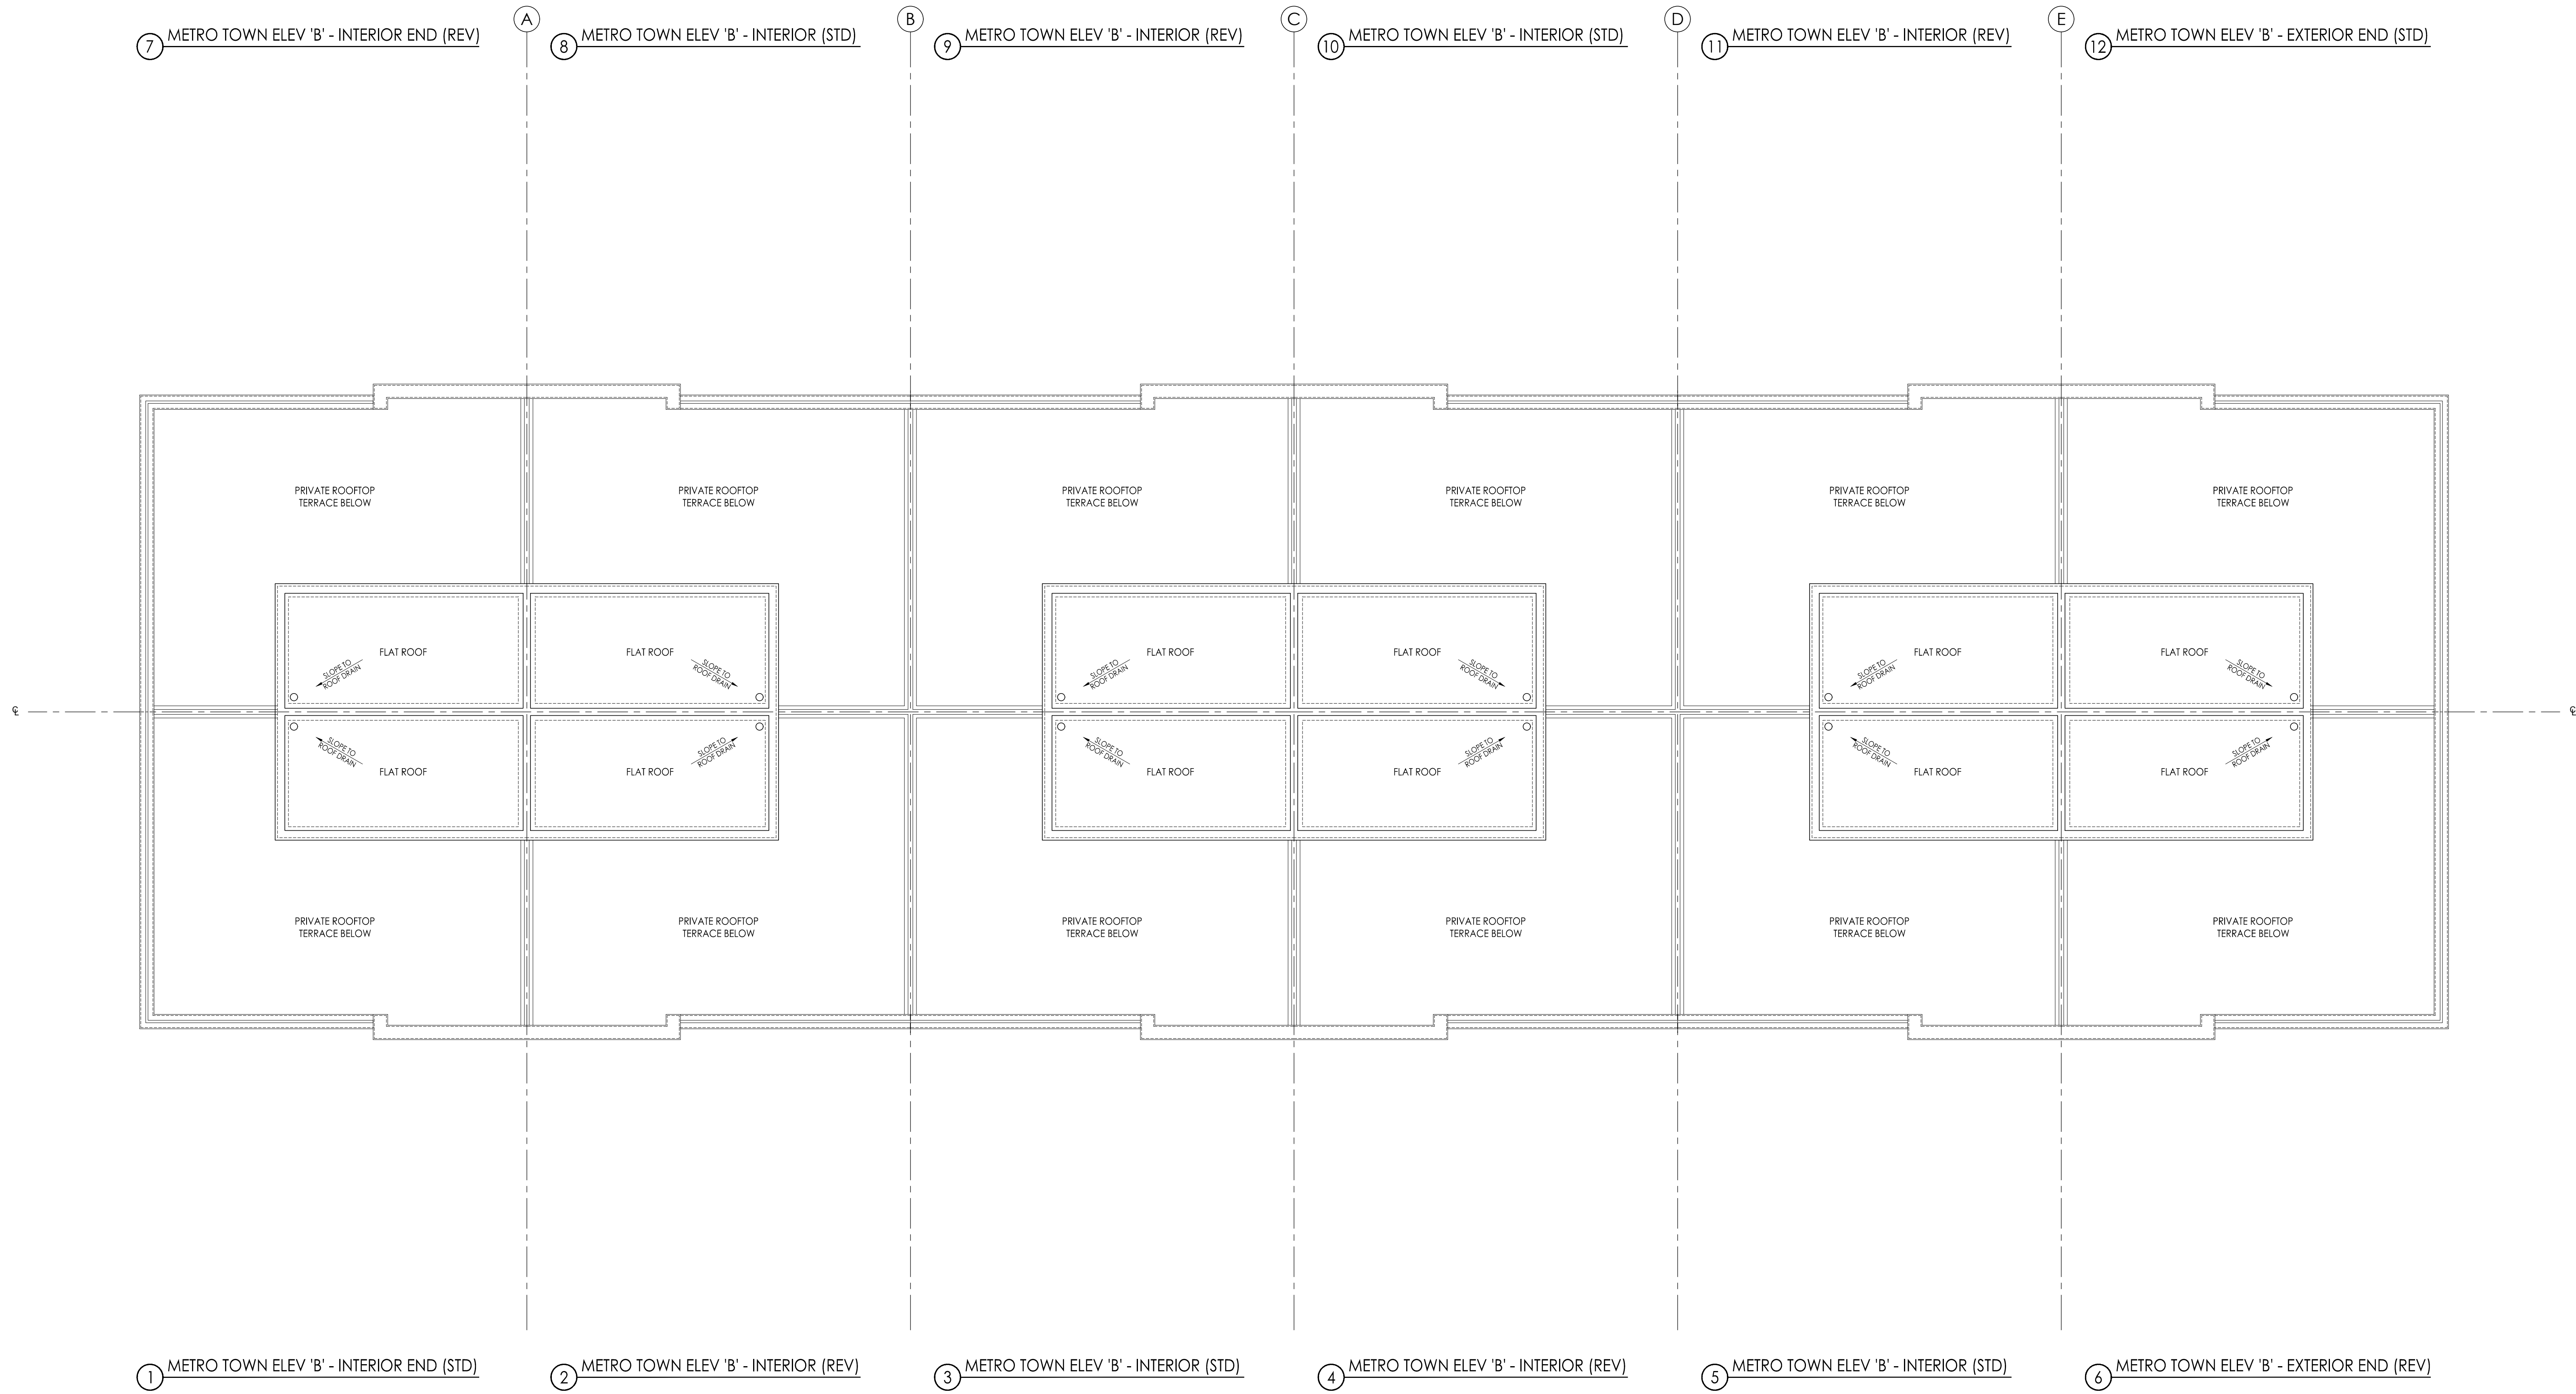 A
B
C
D
E
7 METRO TOWN ELEV 'B' - INTERIOR END (REV)
8 METRO TOWN ELEV 'B' - INTERIOR (STD)
9 METRO TOWN ELEV 'B' - INTERIOR (REV)
10 METRO TOWN ELEV 'B' - INTERIOR (STD)
11 METRO TOWN ELEV 'B' - INTERIOR (REV)
12 METRO TOWN ELEV 'B' - EXTERIOR END (STD)
PRIVATE ROOFTOP
TERRACE BELOW
PRIVATE ROOFTOP
TERRACE BELOW
PRIVATE ROOFTOP
TERRACE BELOW
PRIVATE ROOFTOP
TERRACE BELOW
PRIVATE ROOFTOP
TERRACE BELOW
PRIVATE ROOFTOP
TERRACE BELOW
FLAT ROOF
SLOPE TO
ROOF DRAIN
FLAT ROOF
SLOPE TO
ROOF DRAIN
FLAT ROOF
SLOPE TO
ROOF DRAIN
FLAT ROOF
SLOPE TO
ROOF DRAIN
FLAT ROOF
SLOPE TO
ROOF DRAIN
FLAT ROOF
SLOPE TO
ROOF DRAIN
℄
℄
SLOPE TO
ROOF DRAIN
FLAT ROOF
SLOPE TO
ROOF DRAIN
FLAT ROOF
SLOPE TO
ROOF DRAIN
FLAT ROOF
SLOPE TO
ROOF DRAIN
FLAT ROOF
SLOPE TO
ROOF DRAIN
FLAT ROOF
SLOPE TO
ROOF DRAIN
FLAT ROOF
PRIVATE ROOFTOP
TERRACE BELOW
PRIVATE ROOFTOP
TERRACE BELOW
PRIVATE ROOFTOP
TERRACE BELOW
PRIVATE ROOFTOP
TERRACE BELOW
PRIVATE ROOFTOP
TERRACE BELOW
PRIVATE ROOFTOP
TERRACE BELOW
1 METRO TOWN ELEV 'B' - INTERIOR END (STD)
2 METRO TOWN ELEV 'B' - INTERIOR (REV)
3 METRO TOWN ELEV 'B' - INTERIOR (STD)
4 METRO TOWN ELEV 'B' - INTERIOR (REV)
5 METRO TOWN ELEV 'B' - INTERIOR (STD)
6 METRO TOWN ELEV 'B' - EXTERIOR END (REV)